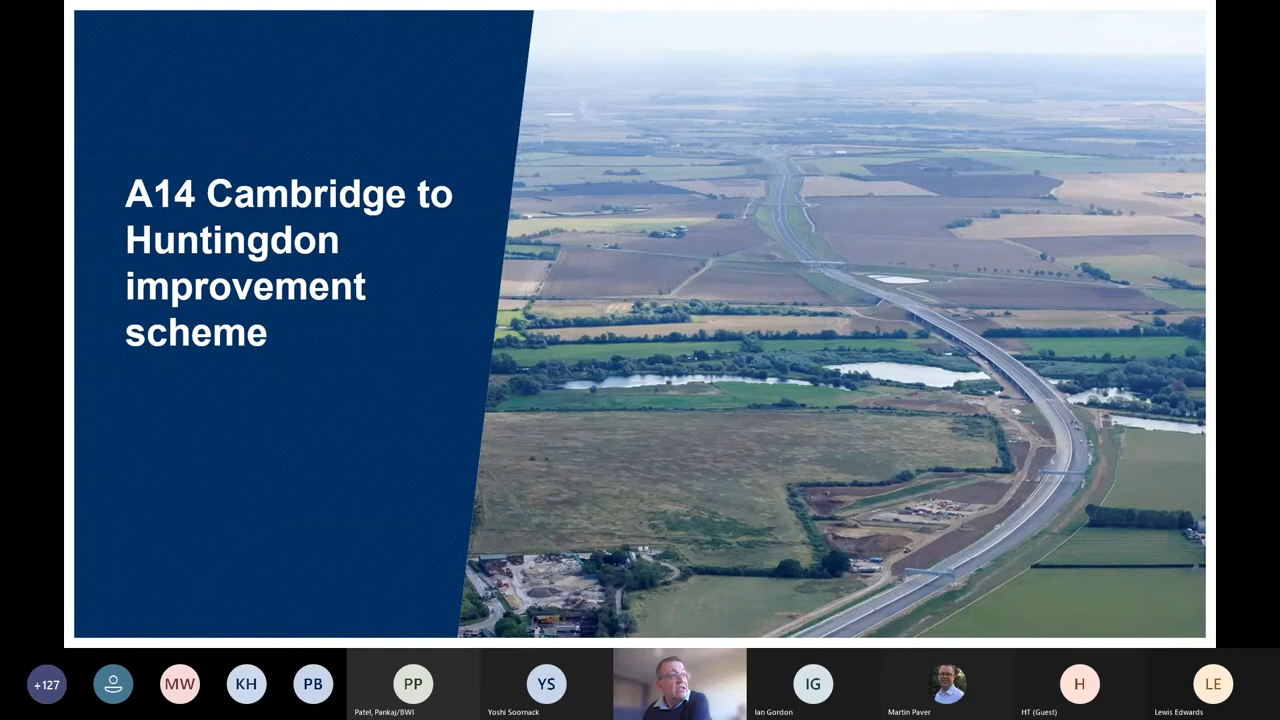 A14 Cambridge to
Huntingdon
improvement
scheme
+127
MW
KH
PB
PP
Patel, Pankaj/BWI
YS
Yoshi Soornack
IG
Ian Gordon
Martin Paver
H
HT (Guest)
LE
Lewis Edwards